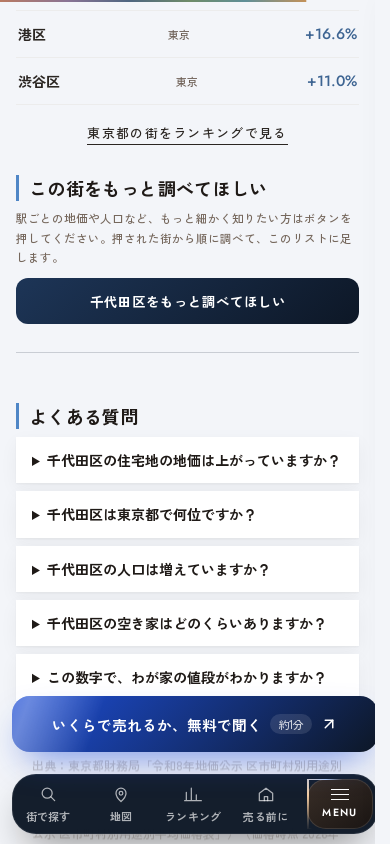 港区 東京 +16.6%
渋谷区 東京 +11.0%
東京都の街をランキングで見る
この街をもっと調べてほしい
駅ごとの地価や人口など、もっと細かく知りたい方はボタンを
押してください。押された街から順に調べて、このリストに足
します。
千代田区をもっと調べてほしい
よくある質問
▶ 千代田区の住宅地の地価は上がっていますか？
▶ 千代田区は東京都で何位ですか？
▶ 千代田区の人口は増えていますか？
▶ 千代田区の空き家はどのくらいありますか？
▶ この数字で、わが家の値段がわかりますか？
いくらで売れるか、無料で聞く 約1分
出典：東京都財務局「令和8年地価公示 区市町村別用途別
街で探す 地図 ランキング 売る前に MENU